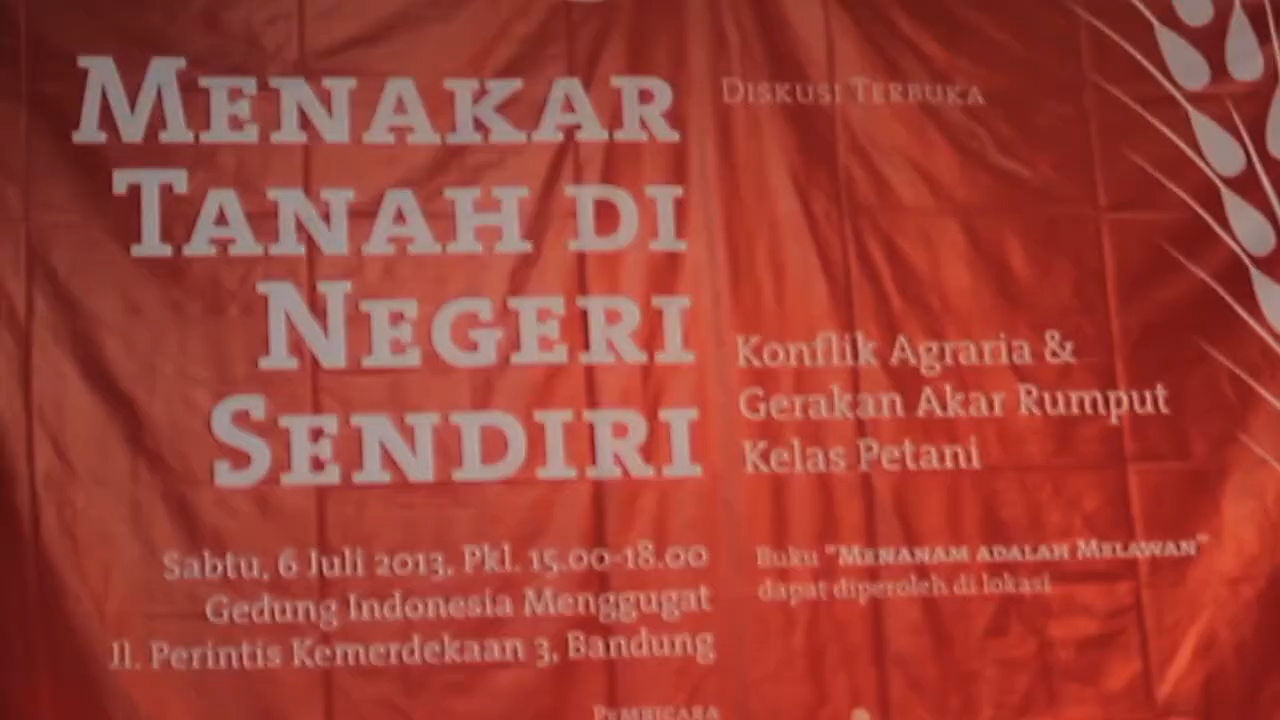 MENAKAR
TANAH DI
NEGERI
SENDIRI
DISKUSI TERBUKA
Konflik Agraria &
Gerakan Akar Rumput
Kelas Petani
Sabtu, 6 Juli 2013, Pkl. 15.00-18.00
Gedung Indonesia Menggugat
Jl. Perintis Kemerdekaan 3, Bandung
Buku "MENANAM ADALAH MELAWAN"
dapat diperoleh di lokasi
PEMBICARA